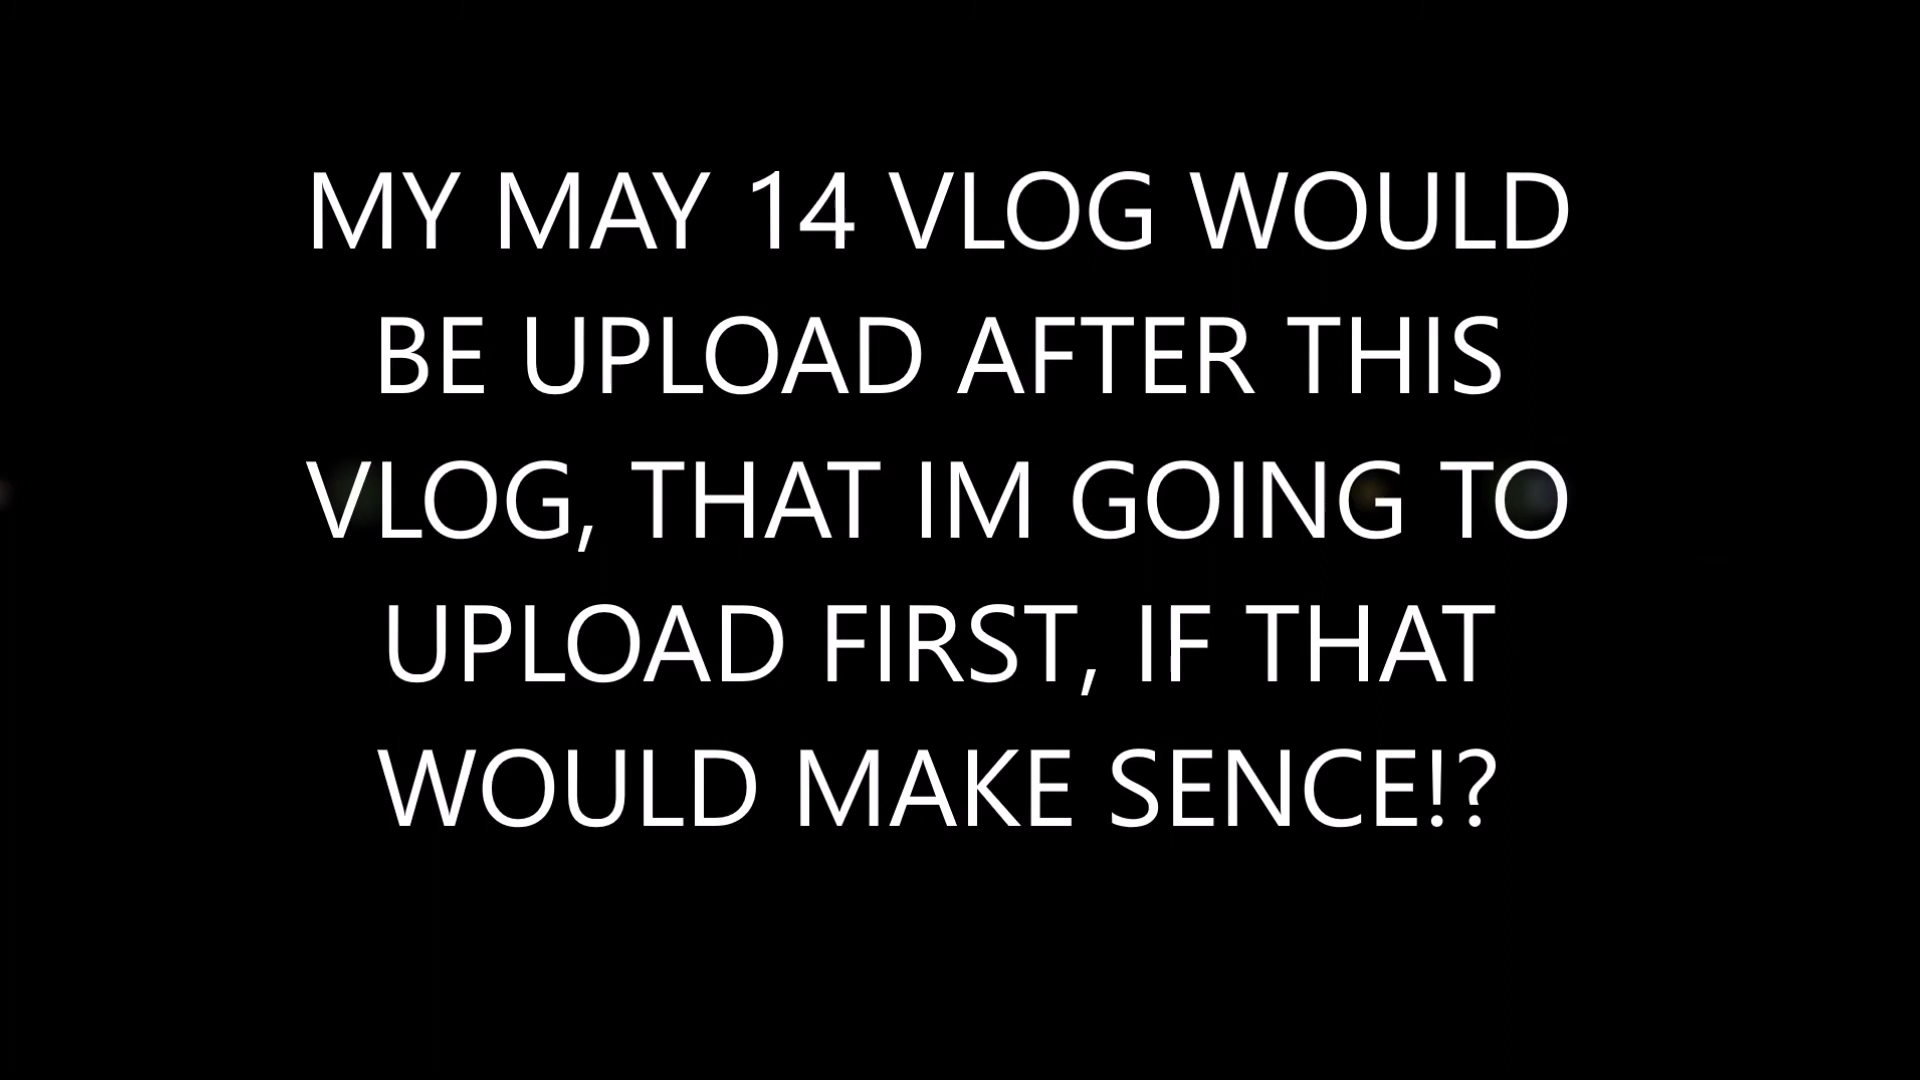 MY MAY 14 VLOG WOULD
BE UPLOAD AFTER THIS
VLOG, THAT IM GOING TO
UPLOAD FIRST, IF THAT
WOULD MAKE SENCE!?